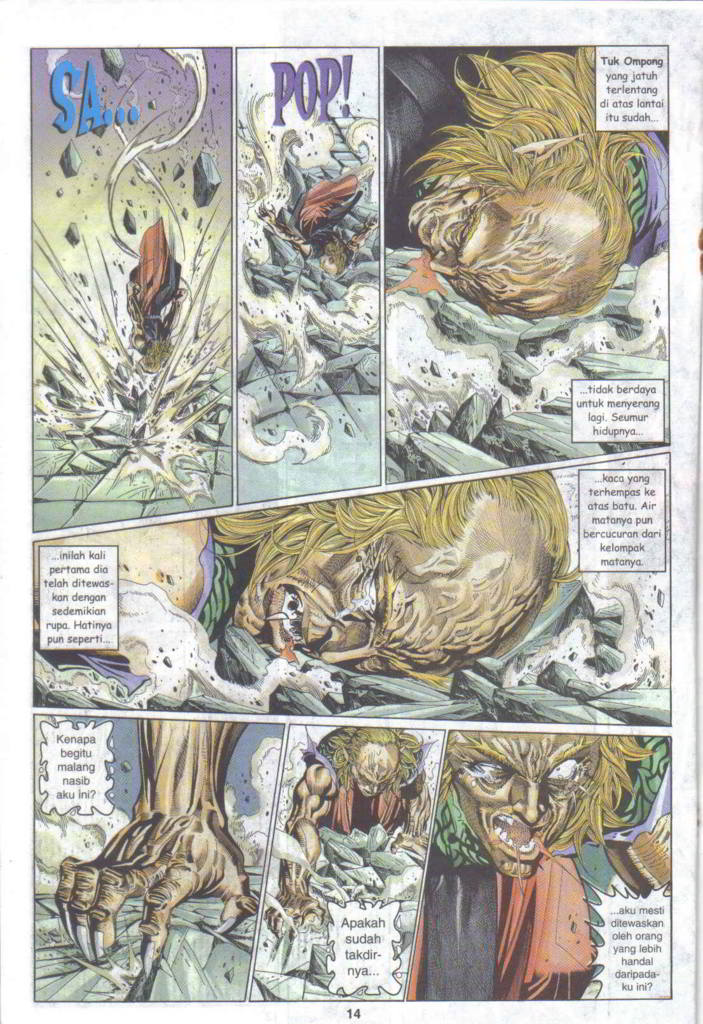 SA...
POP!
Tuk Ompong
yang jatuh
terlentang
di atas lantai
itu sudah...
...tidak berdaya
untuk menyerang
lagi. Seumur
hidupnya...
...inilah kali
pertama dia
telah ditewas-
kan dengan
sedemikian
rupa. Hatinya
pun seperti...
...kaca yang
terhempas ke
atas batu. Air
matanya pun
bercucuran dari
kelopak
matanya.
Kenapa
begitu
malang
nasib
aku ini?
Apakah
sudah
takdir-
nya...
...aku mesti
ditewaskan
oleh orang
yang lebih
handal
daripada-
ku ini?
14